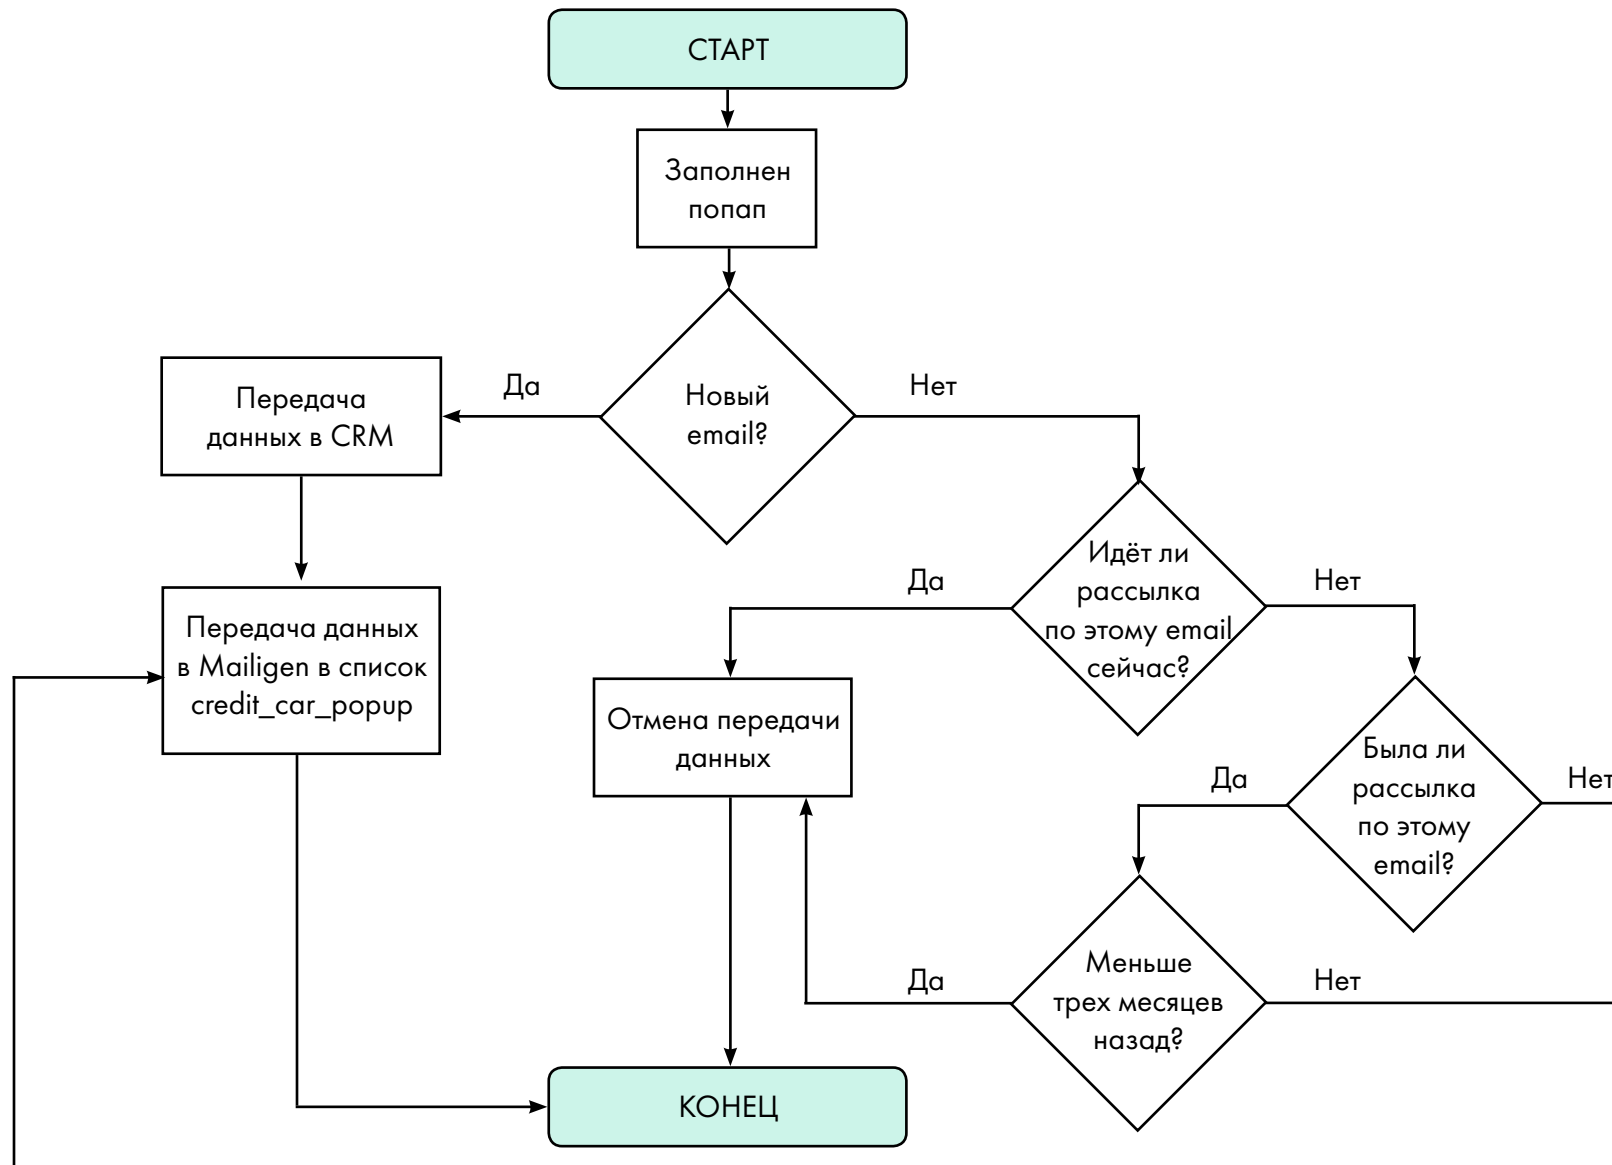 СТАРТ
Заполнен
попап
Новый
email?
Да
Нет
Передача
данных в CRM
Передача данных
в Mailigen в список
credit_car_popup
Идёт ли
рассылка
по этому email
сейчас?
Да
Нет
Отмена передачи
данных
Была ли
рассылка
по этому
email?
Да
Нет
Меньше
трех месяцев
назад?
Да
Нет
КОНЕЦ